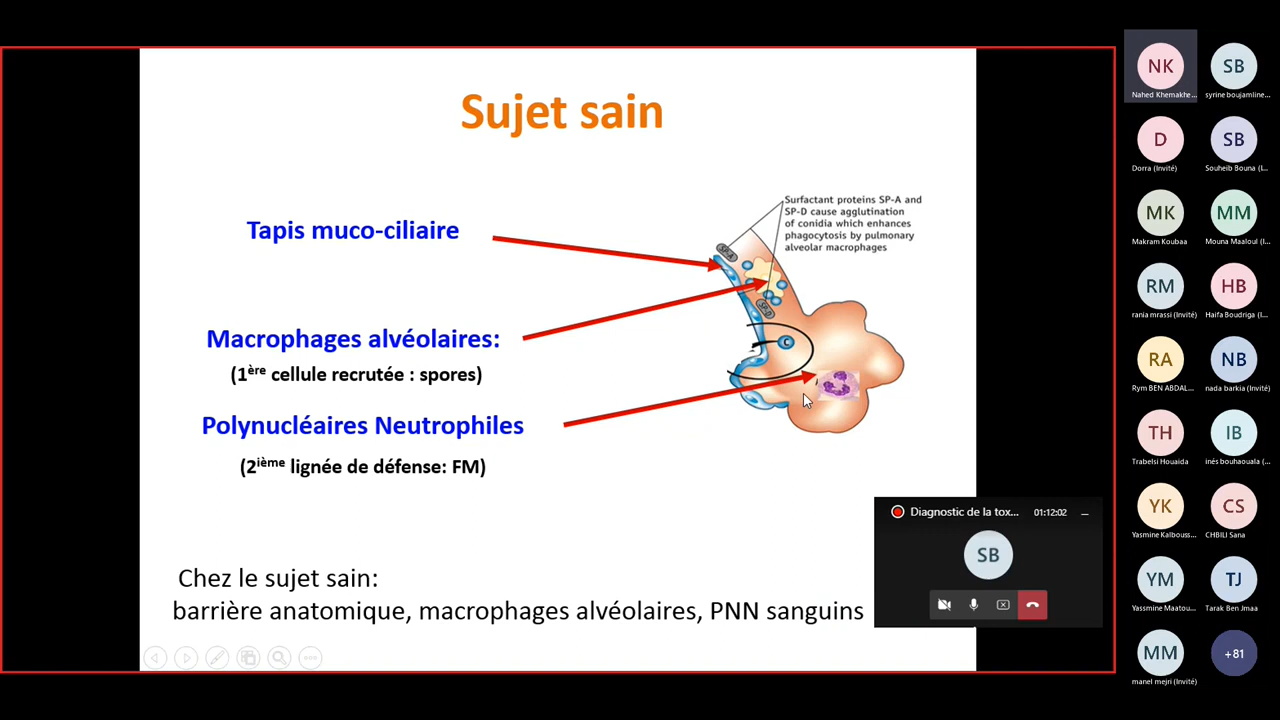 Sujet sain
Tapis muco-ciliaire
Surfactant proteins SP-A and
SP-D cause agglutination
of conidia which enhances
phagocytosis by pulmonary
alveolar macrophages
SP-A
SP-D
C
Macrophages alvéolaires:
(1ère cellule recrutée : spores)
Polynucléaires Neutrophiles
(2ième lignée de défense: FM)
Chez le sujet sain:
barrière anatomique, macrophages alvéolaires, PNN sanguins
Diagnostic de la tox...
01:12:02
SB
NK
Nahed Khemakhe...
SB
syrine boujamline...
D
Dorra (Invité)
SB
Souheib Bouna (I...
MK
Makram Koubaa
MM
Mouna Maaloul (I...
RM
rania mrassi (Invité)
HB
Haifa Boudriga (I...
RA
Rym BEN ABDAL...
NB
nada barkia (Invité)
TH
Trabelsi Houaida
IB
inés bouhaouala (...
YK
Yasmine Kalbouss...
CS
CHBILI Sana
YM
Yassmine Maatou...
TJ
Tarak Ben Jmaa
MM
manel mejri (Invité)
+81